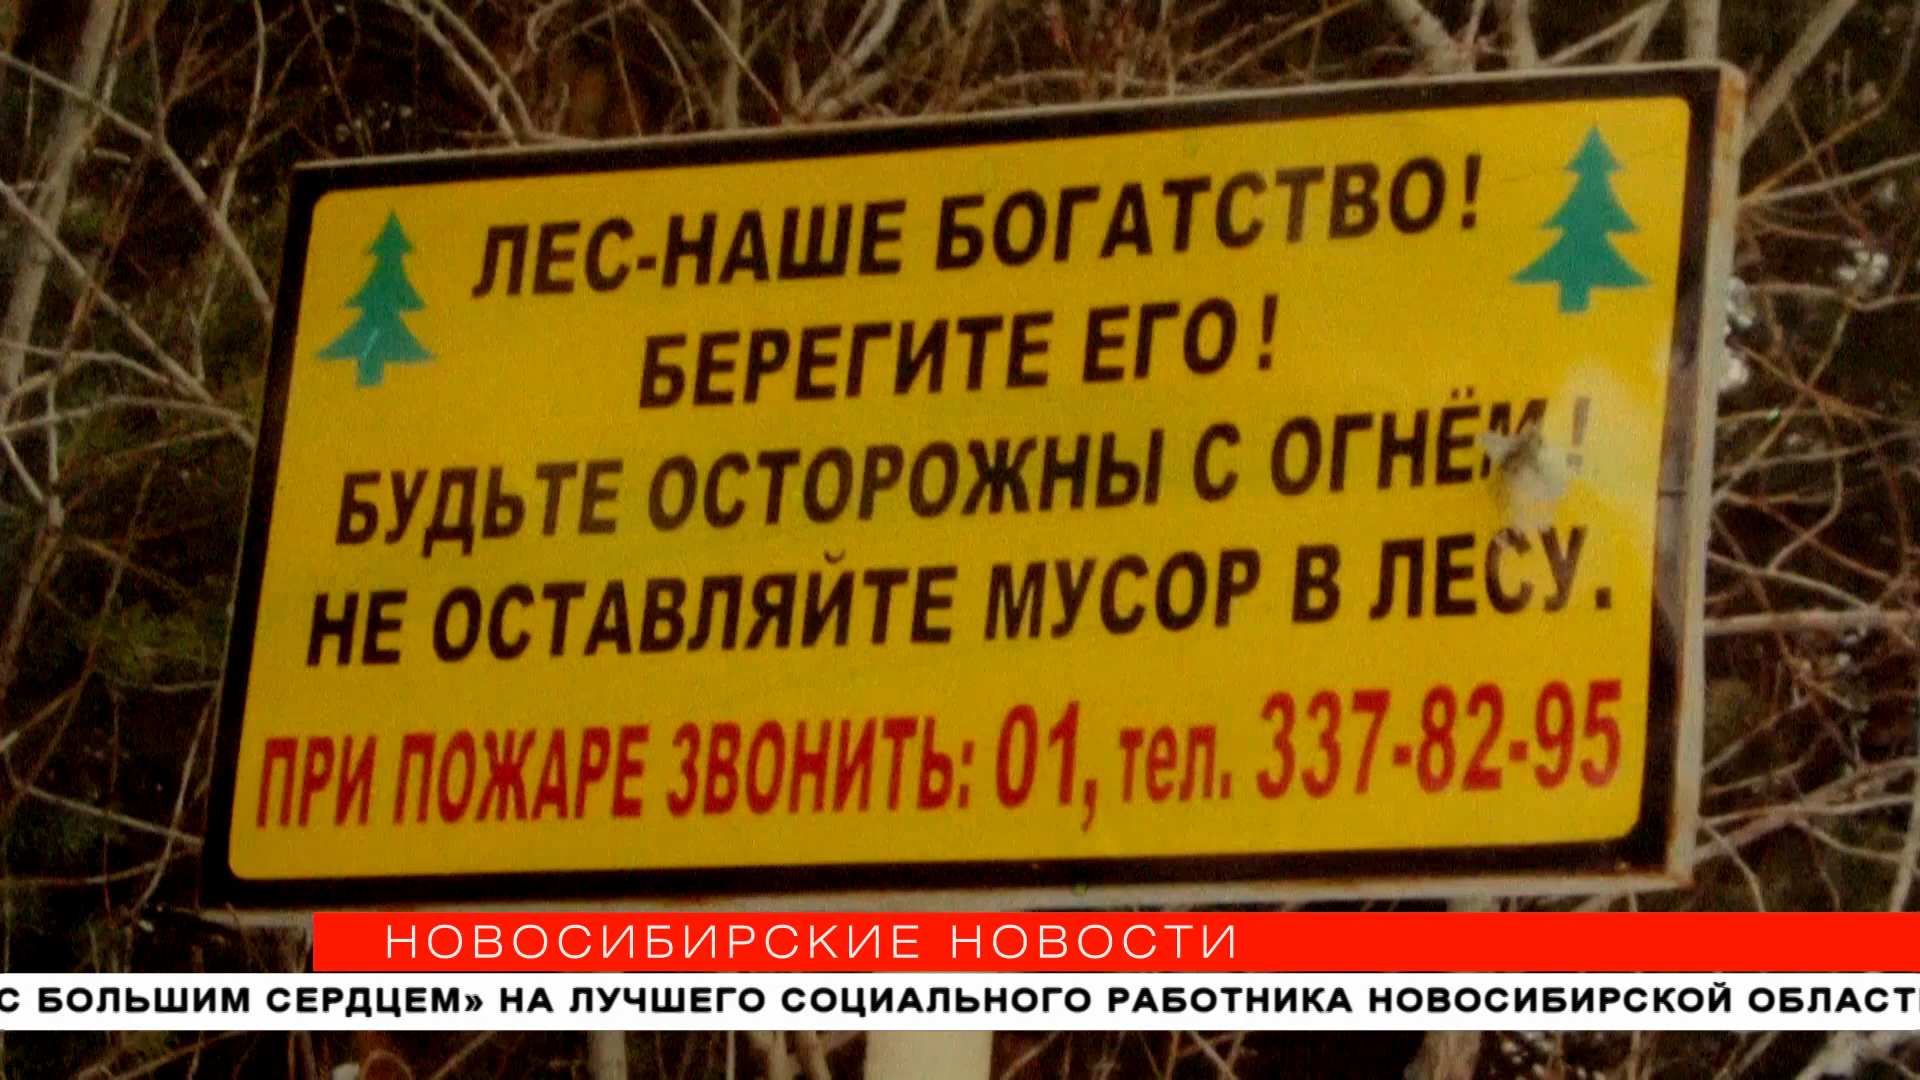 ЛЕС-НАШЕ БОГАТСТВО!
БЕРЕГИТЕ ЕГО!
БУДЬТЕ ОСТОРОЖНЫ С ОГНЁМ!
НЕ ОСТАВЛЯЙТЕ МУСОР В ЛЕСУ.
ПРИ ПОЖАРЕ ЗВОНИТЬ: 01, тел. 337-82-95
НОВОСИБИРСКИЕ НОВОСТИ
С БОЛЬШИМ СЕРДЦЕМ» НА ЛУЧШЕГО СОЦИАЛЬНОГО РАБОТНИКА НОВОСИБИРСКОЙ ОБЛАСТ